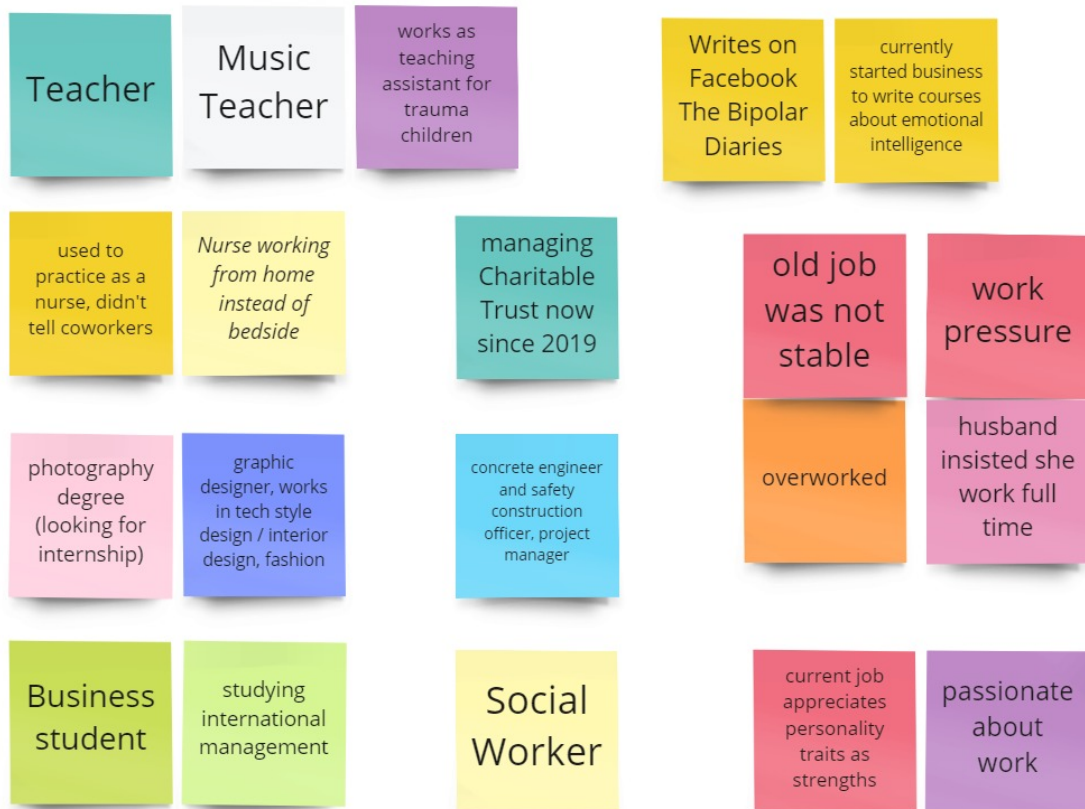 Teacher
Music
Teacher
works as
teaching
assistant for
trauma
children
Writes on
Facebook
The Bipolar
Diaries
currently
started business
to write courses
about emotional
intelligence
used to
practice as a
nurse, didn't
tell coworkers
Nurse working
from home
instead of
bedside
managing
Charitable
Trust now
since 2019
old job
was not
stable
work
pressure
overworked
husband
insisted she
work full
time
photography
degree
(looking for
internship)
graphic
designer, works
in tech style
design / interior
design, fashion
concrete engineer
and safety
construction
officer, project
manager
Business
student
studying
international
management
Social
Worker
current job
appreciates
personality
traits as
strengths
passionate
about
work